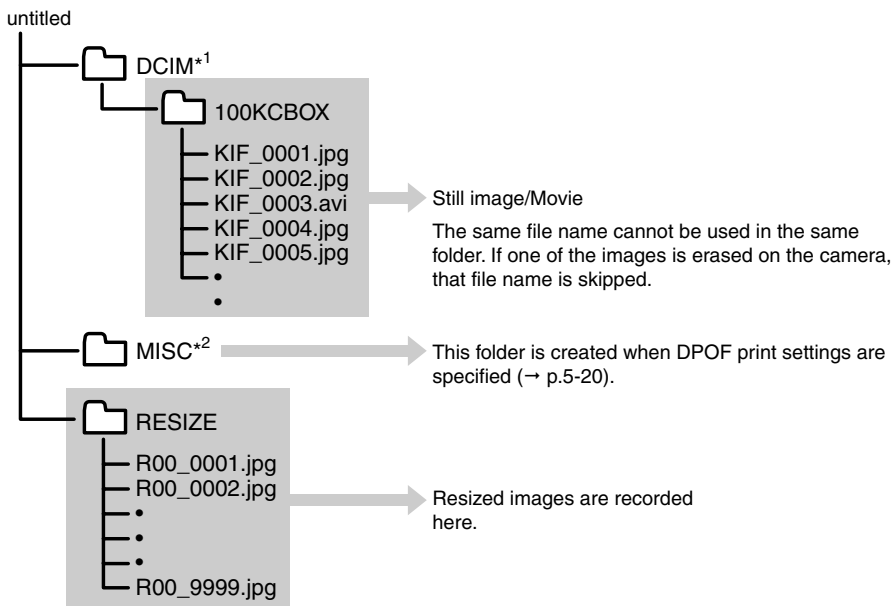 untitled
DCIM*1
100KCBOX
KIF_0001.jpg
KIF_0002.jpg
KIF_0003.avi
KIF_0004.jpg
KIF_0005.jpg
Still image/Movie
The same file name cannot be used in the same
folder. If one of the images is erased on the camera,
that file name is skipped.
MISC*2
This folder is created when DPOF print settings are
specified (→ p.5-20).
RESIZE
R00_0001.jpg
R00_0002.jpg
R00_9999.jpg
Resized images are recorded
here.